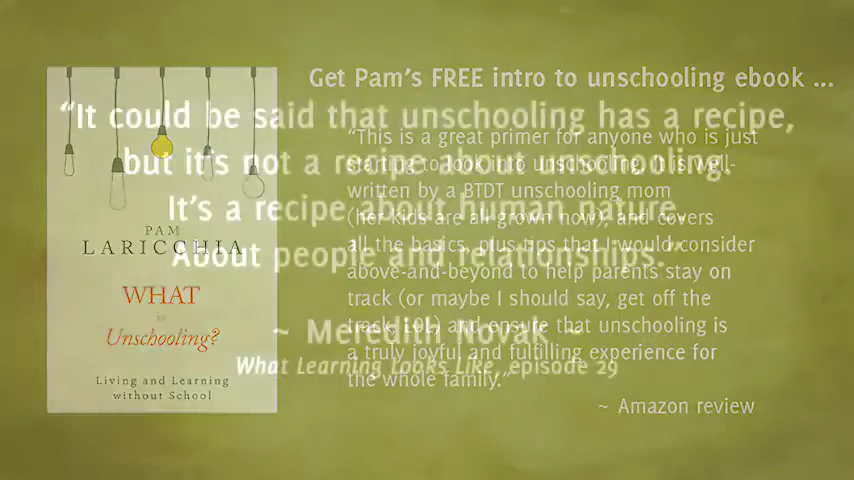 Get Pam's FREE intro to unschooling ebook ...
"It could be said that unschooling has a recipe,
but it's not a recipe about unschooling.
It's a recipe about human nature.
About people and relationships."
~ Meredith Novak ~
What Learning Looks Like, episode 29
"This is a great primer for anyone who is just
starting to look into unschooling. It is well-
written by a BTDT unschooling mom
(her kids are all grown now), and covers
all the basics, plus tips that I would consider
above-and-beyond to help parents stay on
track (or maybe I should say, get off the
track, LOL) and ensure that unschooling is
a truly joyful and fulfilling experience for
the whole family."
~ Amazon review
PAM
LARICCHIA
WHAT
is
Unschooling?
Living and Learning
without School